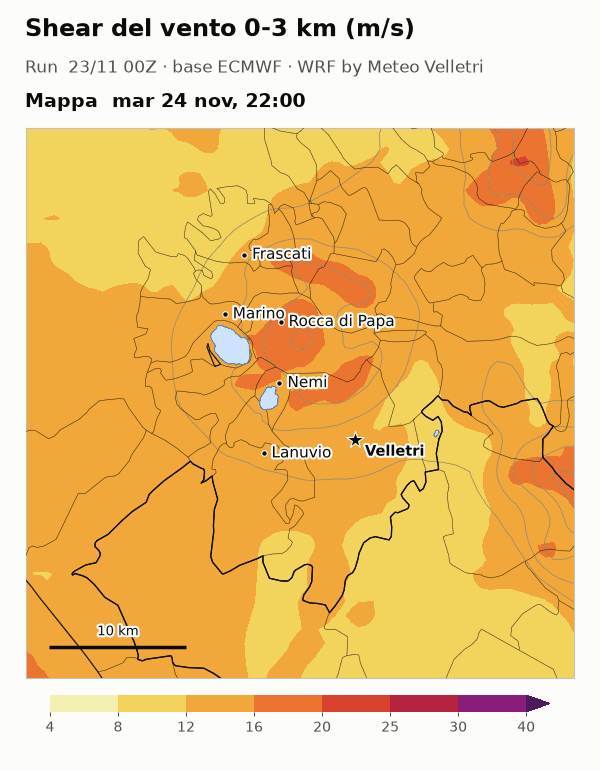 Shear del vento 0-3 km (m/s)
Run  23/11 00Z · base ECMWF · WRF by Meteo Velletri
Mappa  mar 24 nov, 22:00
Frascati
Marino
Rocca di Papa
Nemi
Velletri
Lanuvio
10 km
4 8 12 16 20 25 30 40